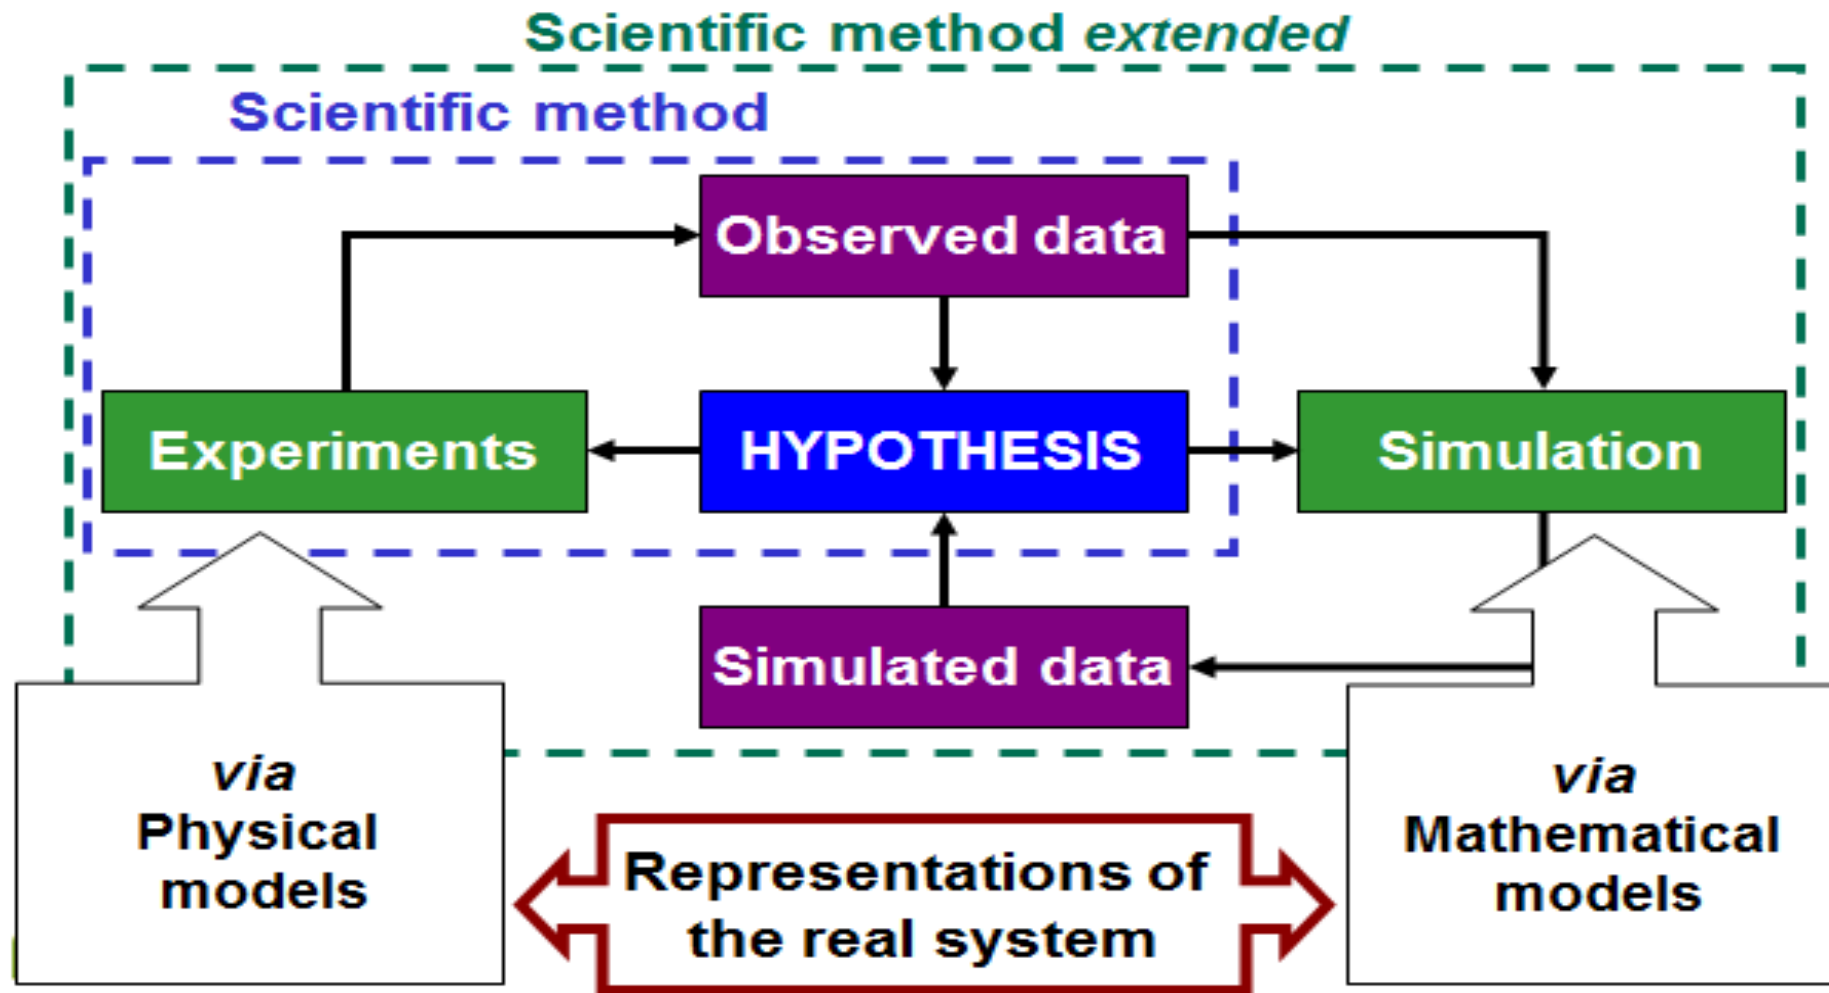 Scientific method extended
Scientific method
Observed data
Experiments
HYPOTHESIS
Simulation
Simulated data
via
Physical
models
Representations of
the real system
via
Mathematical
models